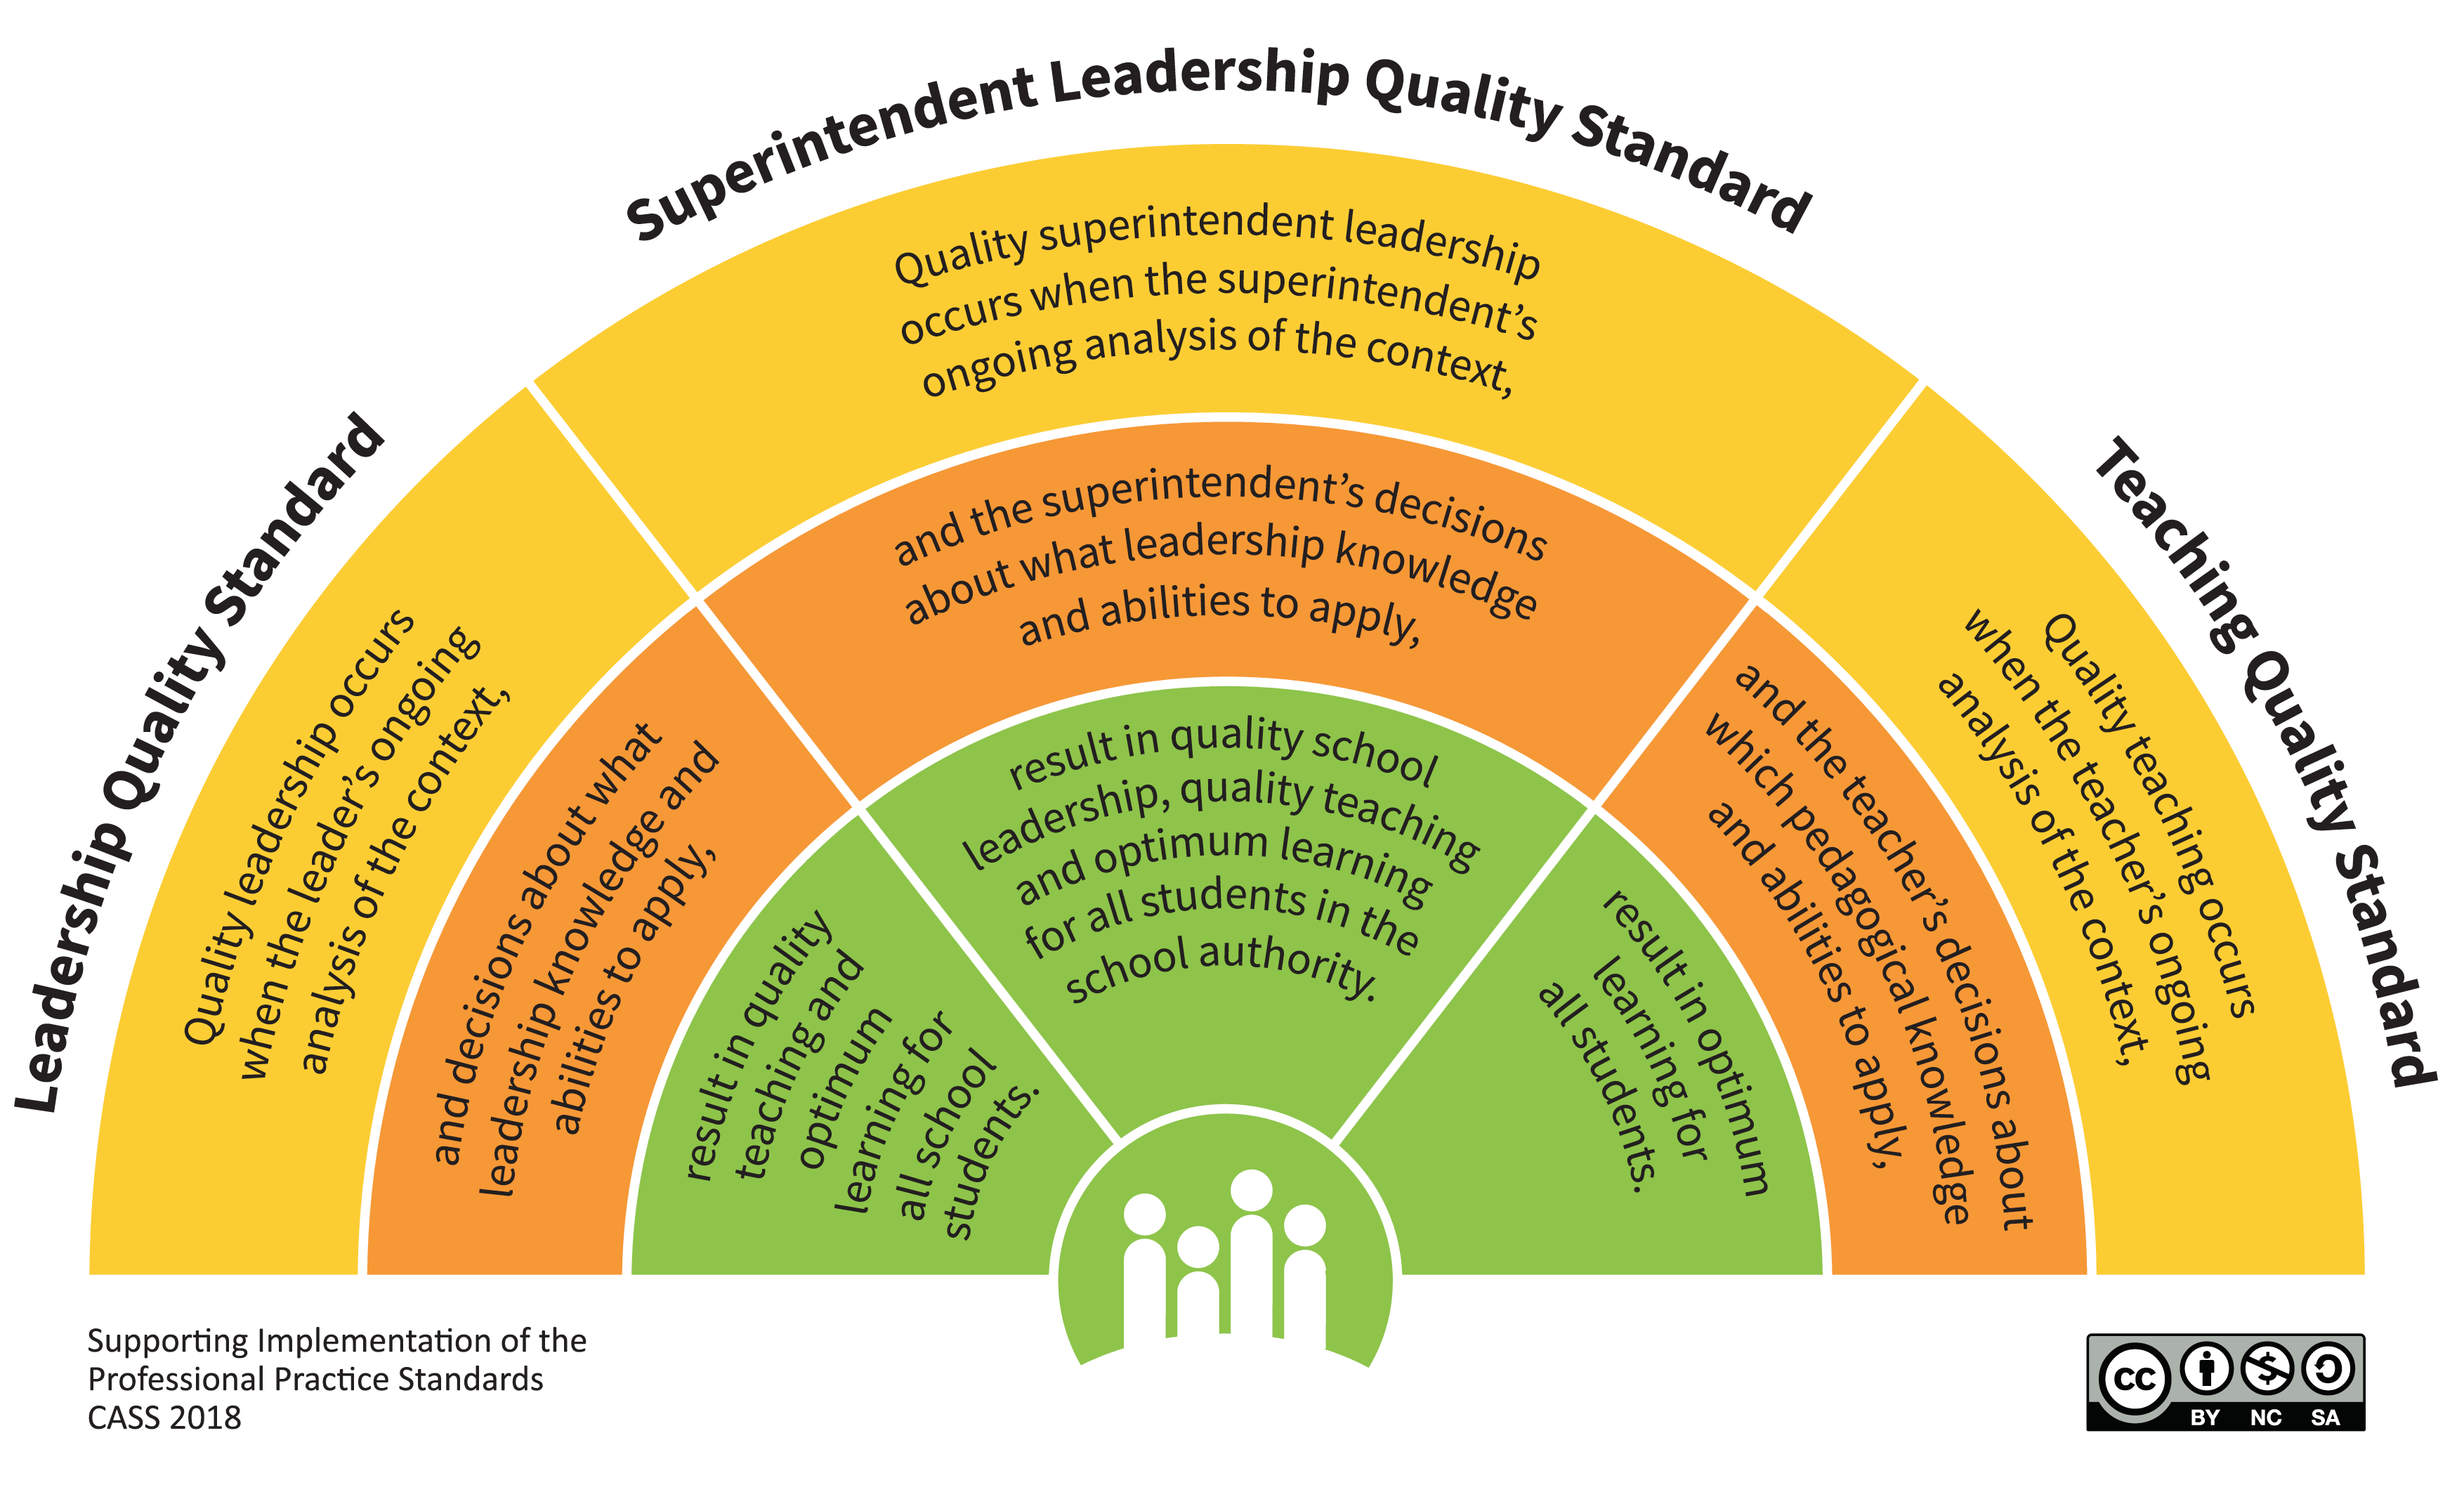 Superintendent Leadership Quality Standard
Quality superintendent leadership
occurs when the superintendent’s
ongoing analysis of the context,
and the superintendent’s decisions
about what leadership knowledge
and abilities to apply,
result in quality school
leadership, quality teaching
and optimum learning
for all students in the
school authority.
Leadership Quality Standard
Quality leadership occurs
when the leader’s ongoing
analysis of the context,
and decisions about what
leadership knowledge and
abilities to apply,
result in quality
teaching and
optimum
learning for
all school
students.
Teaching Quality Standard
Quality teaching occurs
when the teacher’s ongoing
analysis of the context,
and the teacher’s decisions about
which pedagogical knowledge
and abilities to apply,
result in optimum
learning for
all students.
Supporting Implementation of the
Professional Practice Standards
CASS 2018
cc
BY NC SA